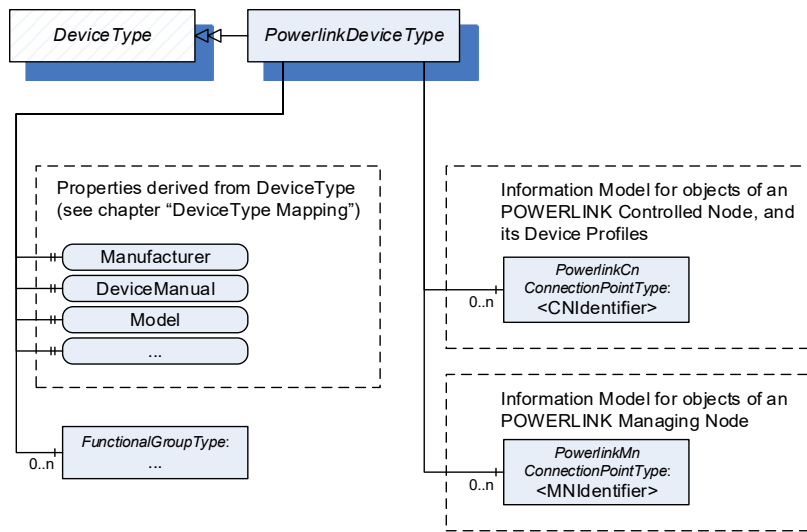 DeviceType
PowerlinkDeviceType
Properties derived from DeviceType
(see chapter “DeviceType Mapping”)
Manufacturer
DeviceManual
Model
...
FunctionalGroupType:
...
0..n
Information Model for objects of an
POWERLINK Controlled Node, and
its Device Profiles
PowerlinkCn
ConnectionPointType:
<CNIdentifier>
0..n
Information Model for objects of an
POWERLINK Managing Node
PowerlinkMn
ConnectionPointType:
<MNIdentifier>
0..n